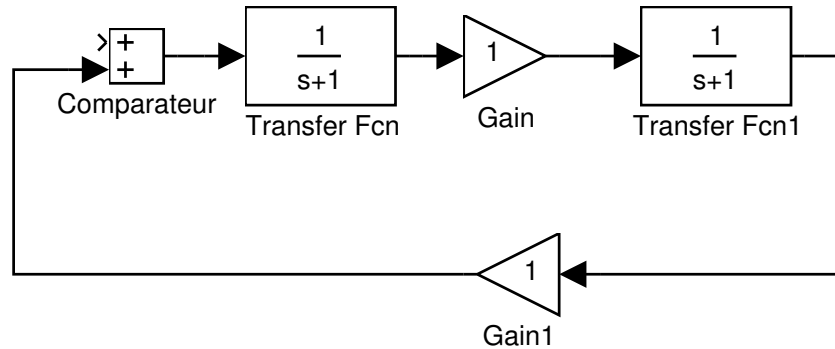 +
+
Comparateur
1
s+1
Transfer Fcn
1
Gain
1
s+1
Transfer Fcn1
1
Gain1